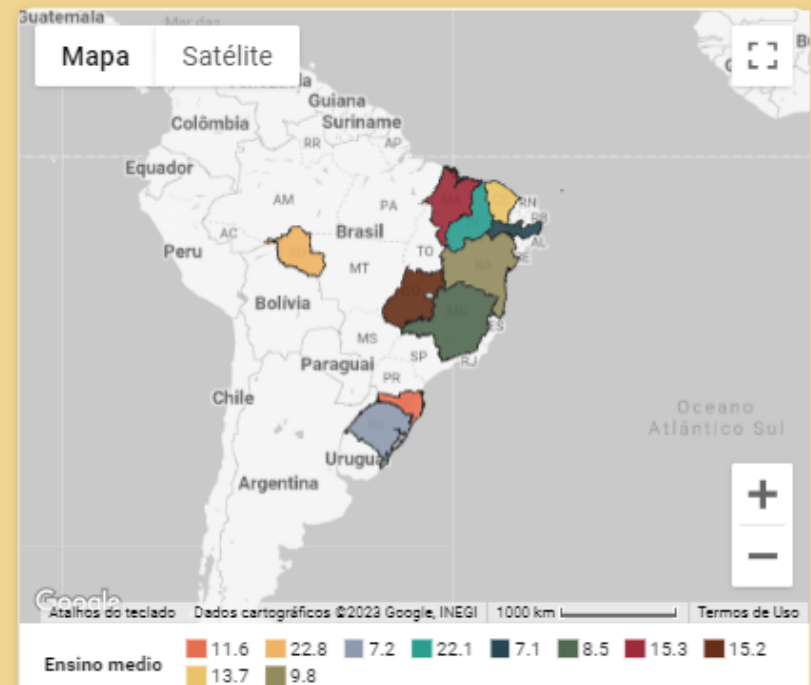 Guatemala
Mapa
Satélite
Guiana
Colômbia
Suriname
RR
AP
Equador
AM
PA
RN
AC
Brasil
TO
AL
Peru
MT
BA
Bolívia
MG
ES
MS
Paraguai
SP
RJ
PR
Chile
Oceano
Atlântico Sul
Uruguai
Argentina
Google
Atalhos do teclado
Dados cartográficos ©2023 Google, INEGI
1000 km
Termos de Uso
Ensino medio
11.6
22.8
7.2
22.1
7.1
8.5
15.3
15.2
13.7
9.8